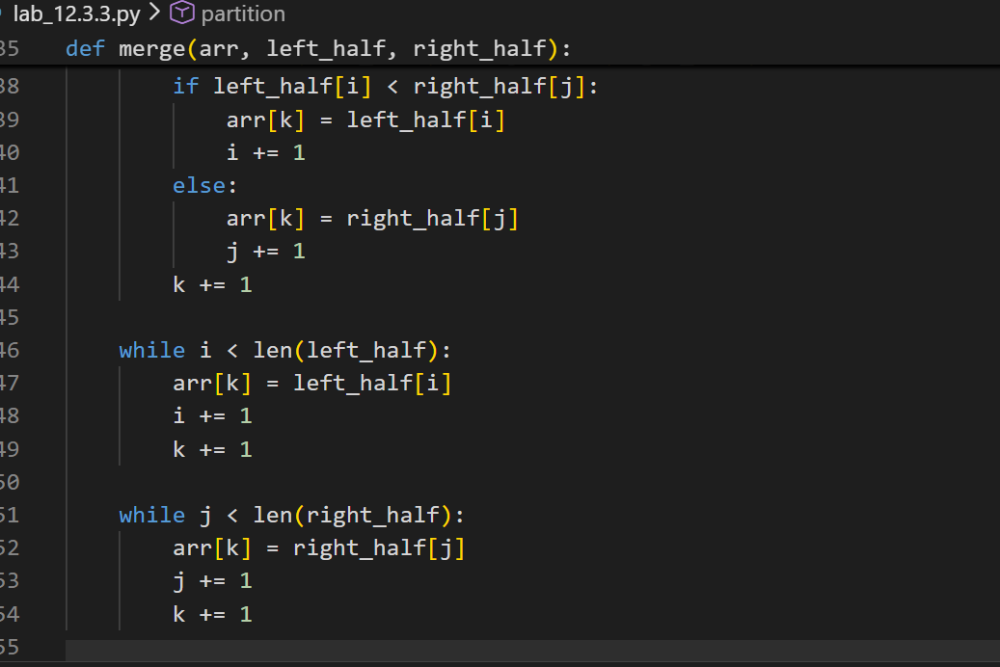 lab_12.3.3.py > partition
35 def merge(arr, left_half, right_half):
38 if left_half[i] < right_half[j]:
39 arr[k] = left_half[i]
40 i += 1
41 else:
42 arr[k] = right_half[j]
43 j += 1
44 k += 1
45
46 while i < len(left_half):
47 arr[k] = left_half[i]
48 i += 1
49 k += 1
50
51 while j < len(right_half):
52 arr[k] = right_half[j]
53 j += 1
54 k += 1
55